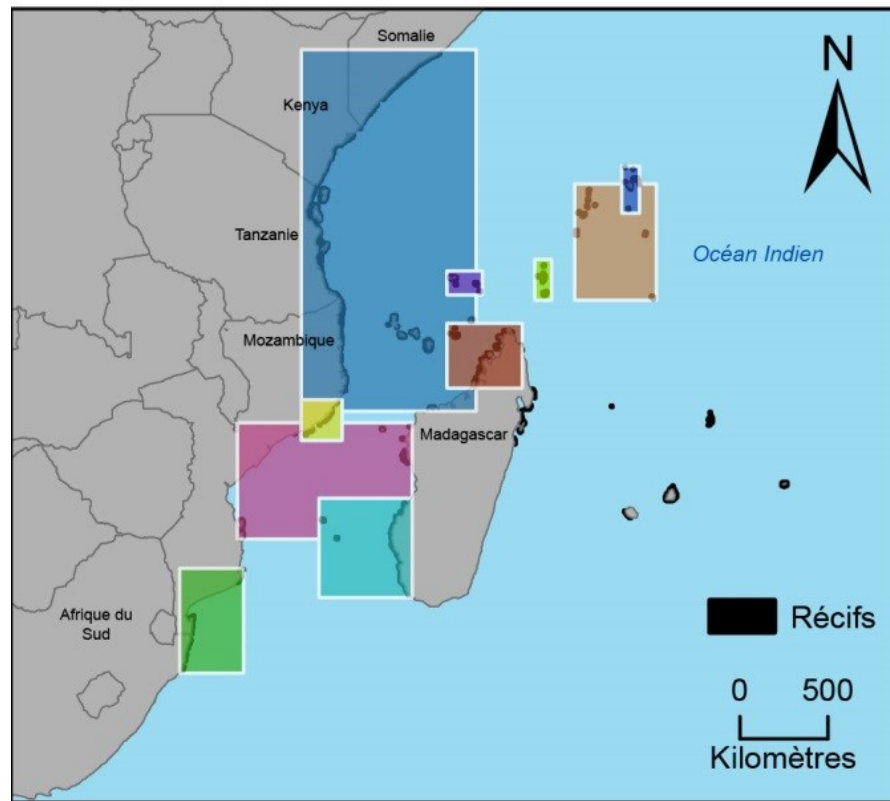 Somalie
N
Kenya
Tanzanie
Océan Indien
Mozambique
Madagascar
Afrique du
Sud
Récifs
0 500
Kilomètres